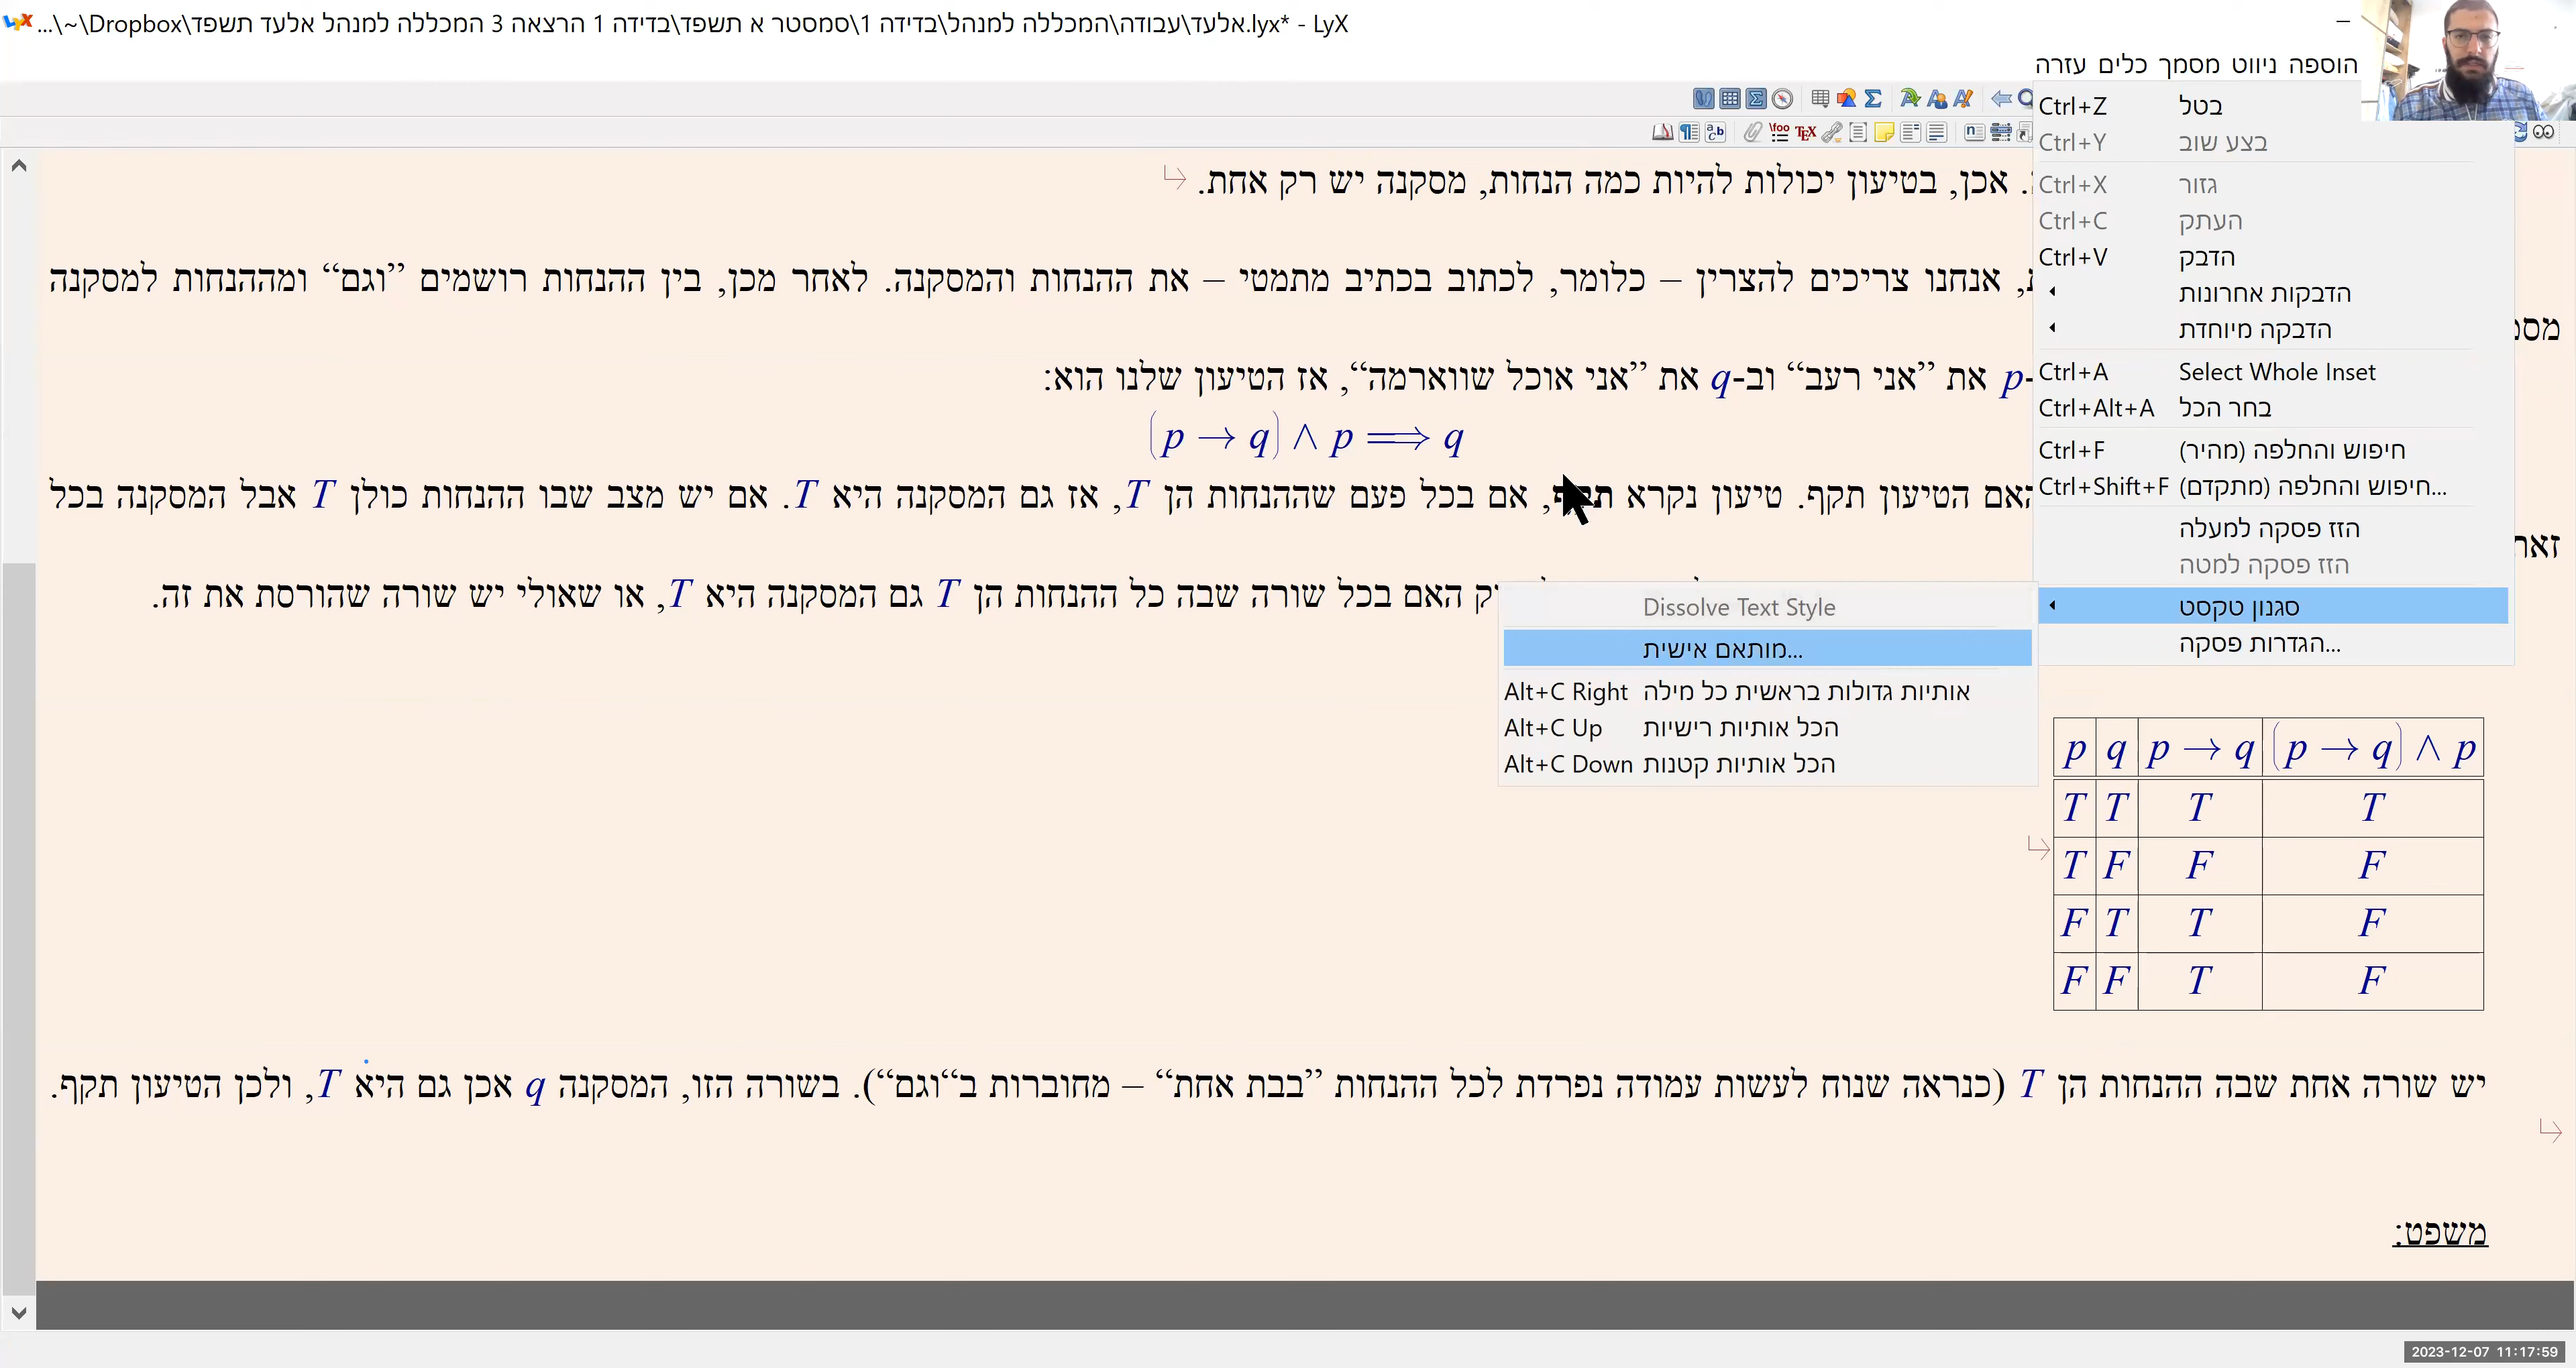 ...\~\Dropbox\אלעד\עבודה\המכללה למנהל\בדידה 1\סמסטר א תשפד\בדידה 1 הרצאה 3 המכללה למנהל אלעד תשפד.lyx* - LyX
הוספה ניווט מסמך כלים עזרה
בטל Ctrl+Z
בצע שוב Ctrl+Y
גזור Ctrl+X
העתק Ctrl+C
הדבק Ctrl+V
הדבקות אחרונות
הדבקה מיוחדת
Select Whole Inset Ctrl+A
בחר הכל Ctrl+Alt+A
חיפוש והחלפה (מהיר) Ctrl+F
חיפוש והחלפה (מתקדם)... Ctrl+Shift+F
הזז פסקה למעלה
הזז פסקה למטה
סגנון טקסט
הגדרות פסקה...
Dissolve Text Style
מותאם אישית...
אותיות גדולות בראשית כל מילה Alt+C Right
הכל אותיות רישיות Alt+C Up
הכל אותיות קטנות Alt+C Down
. אכן, בטיעון יכולות להיות כמה הנחות, מסקנה יש רק אחת.
, אנחנו צריכים להצרין – כלומר, לכתוב בכתיב מתמטי – את ההנחות והמסקנה. לאחר מכן, בין ההנחות רושמים ”וגם“ ומההנחות למסקנה
-p את ”אני רעב“ וב-q את ”אני אוכל שווארמה“, אז הטיעון שלנו הוא:
(p → q) ∧ p ⟹ q
האם הטיעון תקף. טיעון נקרא תקף, אם בכל פעם שההנחות הן T, אז גם המסקנה היא T. אם יש מצב שבו ההנחות כולן T אבל המסקנה בכל
זאת
האם בכל שורה שבה כל ההנחות הן T גם המסקנה היא T, או שאולי יש שורה שהורסת את זה.
p q p → q (p → q) ∧ p
T T T T
T F F F
F T T F
F F T F
יש שורה אחת שבה ההנחות הן T (כנראה שנוח לעשות עמודה נפרדת לכל ההנחות ”בבת אחת“ – מחוברות ב“וגם“). בשורה הזו, המסקנה q אכן גם היא T, ולכן הטיעון תקף.
משפט:
2023-12-07 11:17:59